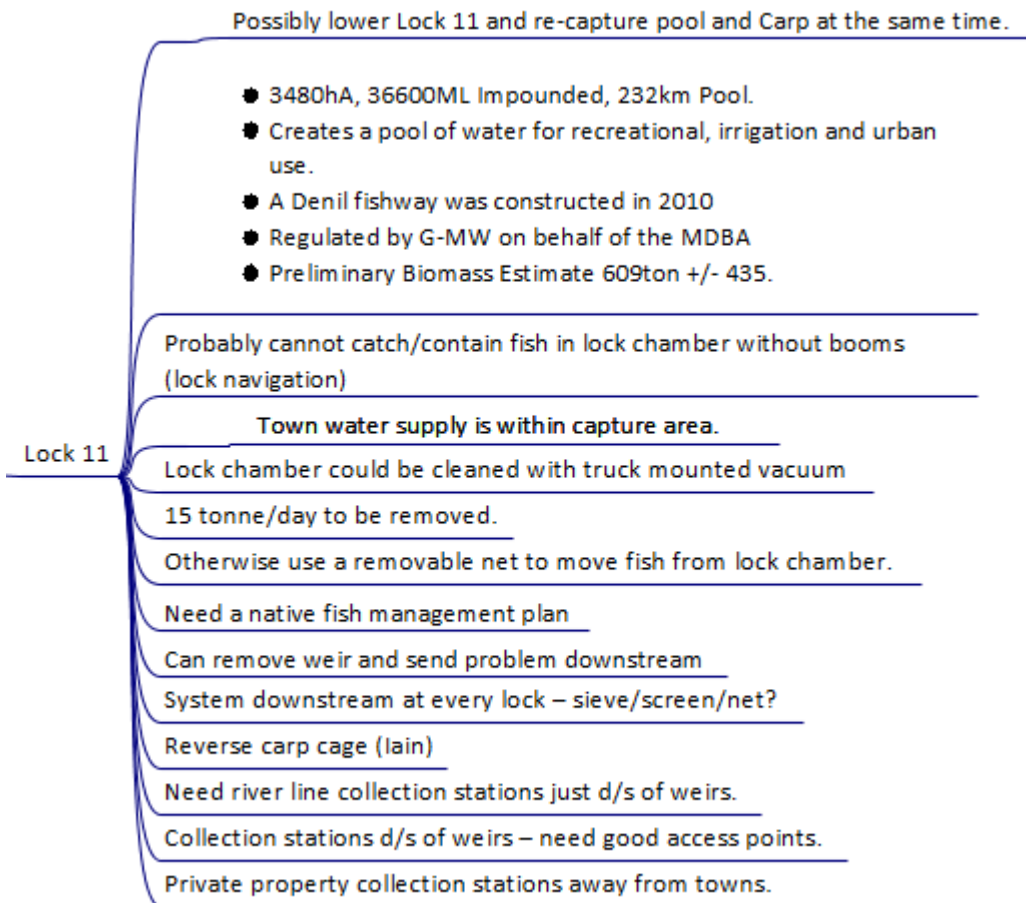 Possibly lower Lock 11 and re-capture pool and Carp at the same time.
3480hA, 36600ML Impounded, 232km Pool.
Creates a pool of water for recreational, irrigation and urban
use.
A Denil fishway was constructed in 2010
Regulated by G-MW on behalf of the MDBA
Preliminary Biomass Estimate 609ton +/- 435.
Probably cannot catch/contain fish in lock chamber without booms
(lock navigation)
Town water supply is within capture area.
Lock 11
Lock chamber could be cleaned with truck mounted vacuum
15 tonne/day to be removed.
Otherwise use a removable net to move fish from lock chamber.
Need a native fish management plan
Can remove weir and send problem downstream
System downstream at every lock – sieve/screen/net?
Reverse carp cage (Iain)
Need river line collection stations just d/s of weirs.
Collection stations d/s of weirs – need good access points.
Private property collection stations away from towns.